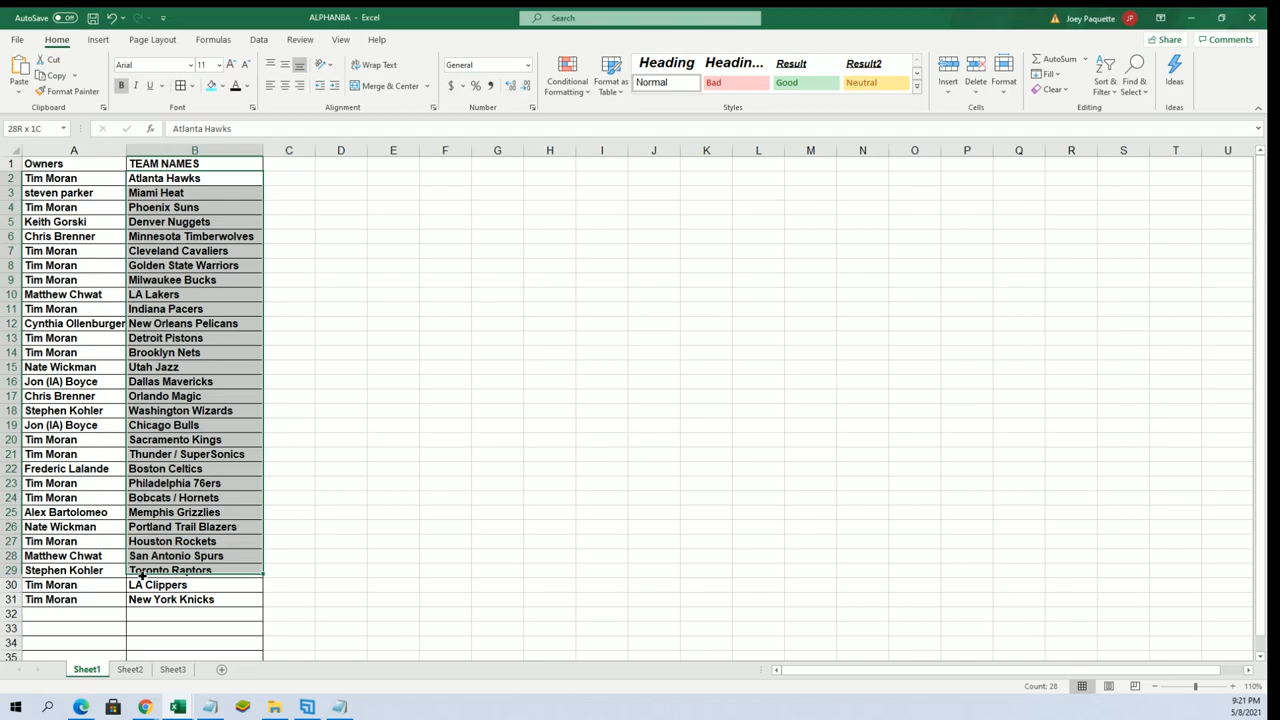 AutoSave Off ALPHANBA - Excel Search Joey Paquette JP
File Home Insert Page Layout Formulas Data Review View Help Share Comments
Paste Cut Copy Format Painter Clipboard
Arial 11 A A B I U A Font
Wrap Text Merge & Center Alignment
General $ % , Number
Conditional Formatting Format as Table
Heading Headin... Result Result2
Normal Bad Good Neutral
Styles
Insert Delete Format Cells
AutoSum Fill Clear Sort & Filter Find & Select Editing
Ideas Ideas
28R x 1C fx Atlanta Hawks
A B C D E F G H I J K L M N O P Q R S T U
1 Owners TEAM NAMES
2 Tim Moran Atlanta Hawks
3 steven parker Miami Heat
4 Tim Moran Phoenix Suns
5 Keith Gorski Denver Nuggets
6 Chris Brenner Minnesota Timberwolves
7 Tim Moran Cleveland Cavaliers
8 Tim Moran Golden State Warriors
9 Tim Moran Milwaukee Bucks
10 Matthew Chwat LA Lakers
11 Tim Moran Indiana Pacers
12 Cynthia Ollenburger New Orleans Pelicans
13 Tim Moran Detroit Pistons
14 Tim Moran Brooklyn Nets
15 Nate Wickman Utah Jazz
16 Jon (IA) Boyce Dallas Mavericks
17 Chris Brenner Orlando Magic
18 Stephen Kohler Washington Wizards
19 Jon (IA) Boyce Chicago Bulls
20 Tim Moran Sacramento Kings
21 Tim Moran Thunder / SuperSonics
22 Frederic Lalande Boston Celtics
23 Tim Moran Philadelphia 76ers
24 Tim Moran Bobcats / Hornets
25 Alex Bartolomeo Memphis Grizzlies
26 Nate Wickman Portland Trail Blazers
27 Tim Moran Houston Rockets
28 Matthew Chwat San Antonio Spurs
29 Stephen Kohler Toronto Raptors
30 Tim Moran LA Clippers
31 Tim Moran New York Knicks
32
33
34
35
Sheet1 Sheet2 Sheet3
Count: 28 110%
9:21 PM
5/8/2021